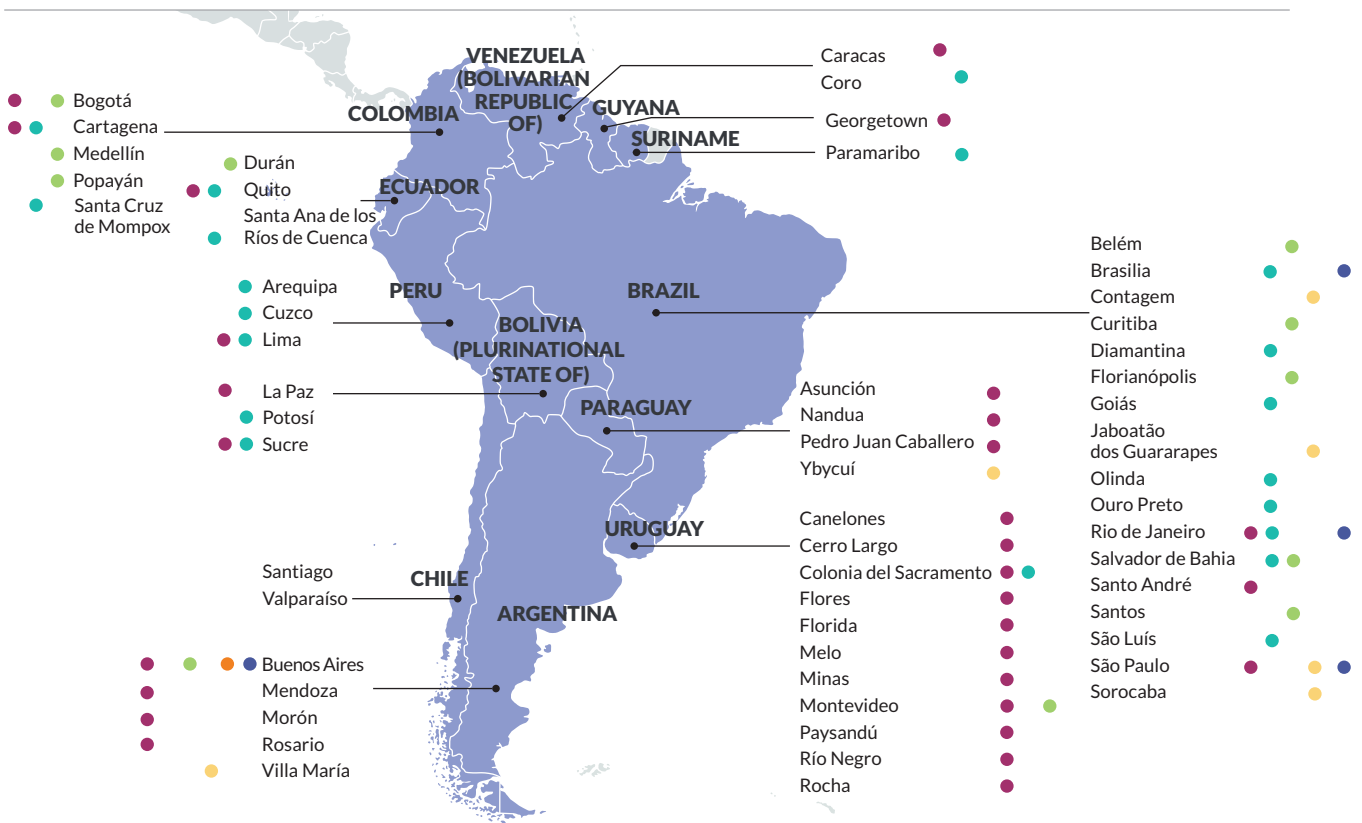 VENEZUELA
(BOLIVARIAN
REPUBLIC
OF)
COLOMBIA
GUYANA
SURINAME
ECUADOR
PERU
BRAZIL
BOLIVIA
(PLURINATIONAL
STATE OF)
PARAGUAY
URUGUAY
CHILE
ARGENTINA
Bogotá
Cartagena
Medellín
Popayán
Santa Cruz
de Mompox
Durán
Quito
Santa Ana de los
Ríos de Cuenca
Arequipa
Cuzco
Lima
La Paz
Potosí
Sucre
Santiago
Valparaíso
Buenos Aires
Mendoza
Morón
Rosario
Villa María
Caracas
Coro
Georgetown
Paramaribo
Asunción
Nandua
Pedro Juan Caballero
Ybycuí
Canelones
Cerro Largo
Colonia del Sacramento
Flores
Florida
Melo
Minas
Montevideo
Paysandú
Río Negro
Rocha
Belém
Brasilia
Contagem
Curitiba
Diamantina
Florianópolis
Goiás
Jaboatão
dos Guararapes
Olinda
Ouro Preto
Rio de Janeiro
Salvador de Bahia
Santo André
Santos
São Luís
São Paulo
Sorocaba